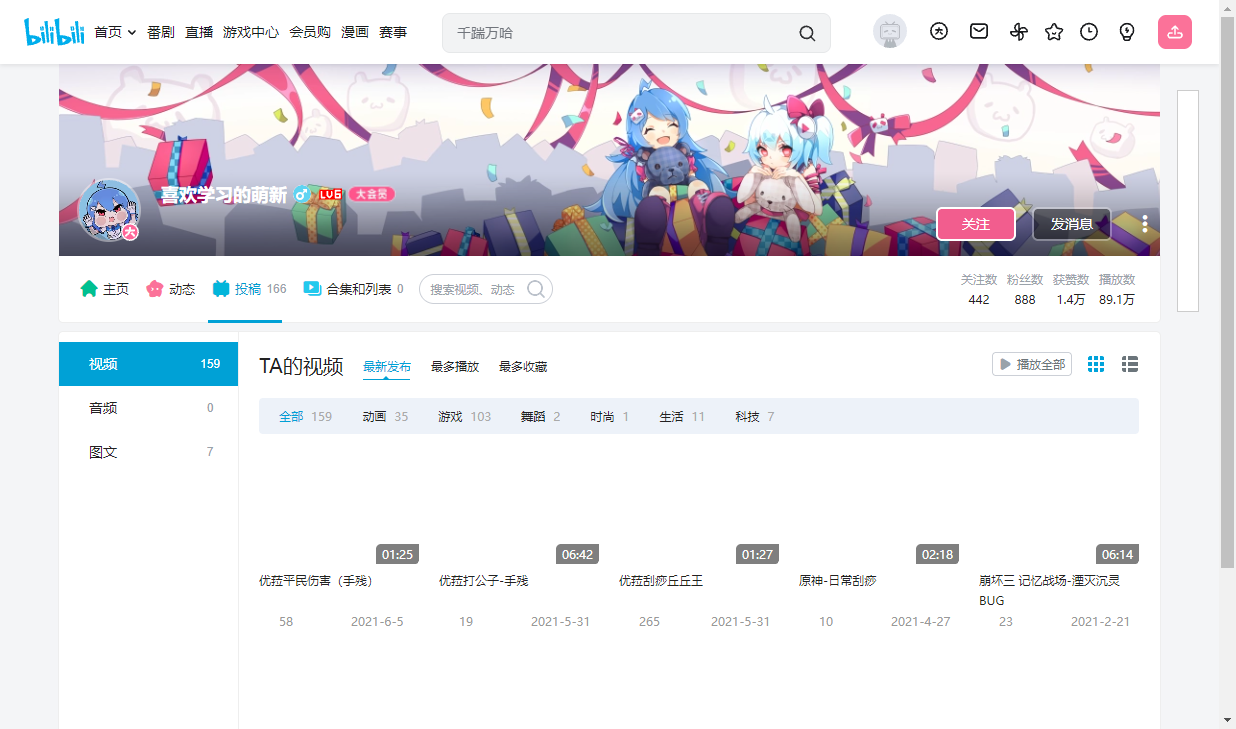 bilibili 首页 番剧 直播 游戏中心 会员购 漫画 赛事 千踹万哈
喜欢学习的萌新 LV6 大会员
大
关注 发消息
主页 动态 投稿 166 合集和列表 0 搜索视频、动态
关注数 粉丝数 获赞数 播放数
442 888 1.4万 89.1万
视频 159
音频 0
图文 7
TA的视频 最新发布 最多播放 最多收藏 播放全部
全部 159 动画 35 游戏 103 舞蹈 2 时尚 1 生活 11 科技 7
01:25 06:42 01:27 02:18 06:14
优菈平民伤害（手残） 优菈打公子-手残 优菈刮痧丘丘王 原神-日常刮痧 崩坏三 记忆战场-湮灭沉灵
BUG
58 2021-6-5 19 2021-5-31 265 2021-5-31 10 2021-4-27 23 2021-2-21